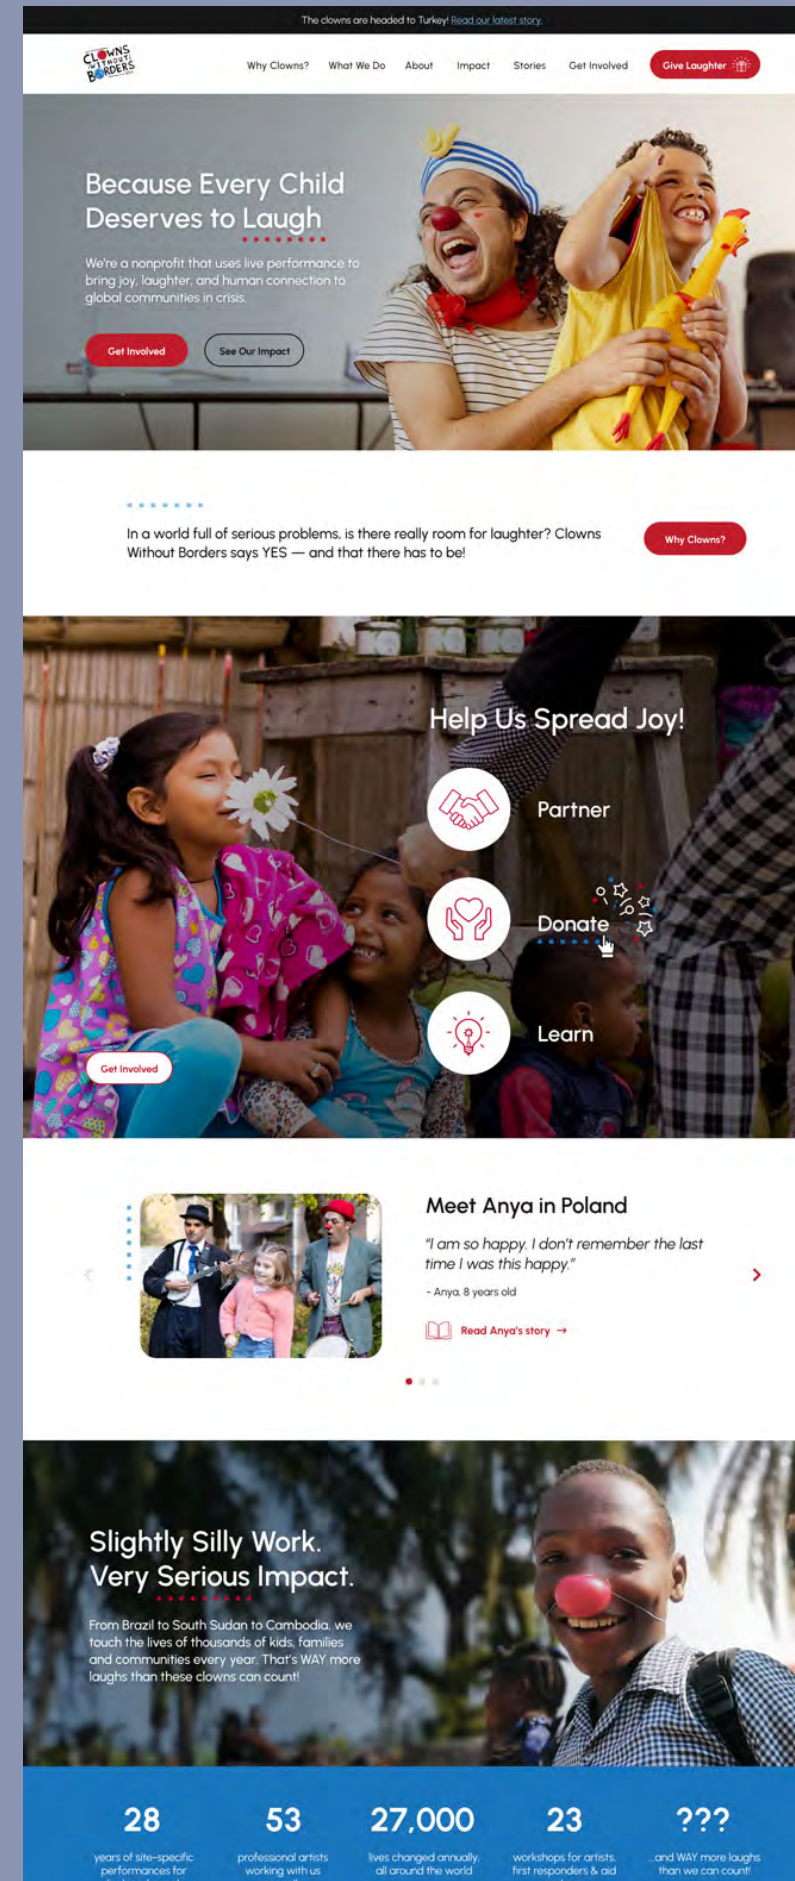 The clowns are headed to Turkey! Read our latest story.
CLOWNS
WITHOUT
BORDERS
Why Clowns? What We Do About Impact Stories Get Involved Give Laughter
Because Every Child
Deserves to Laugh
We're a nonprofit that uses live performance to
bring joy, laughter, and human connection to
global communities in crisis.
Get Involved See Our Impact
In a world full of serious problems, is there really room for laughter? Clowns
Without Borders says YES — and that there has to be!
Why Clowns?
Help Us Spread Joy!
Partner
Donate
Learn
Get Involved
Meet Anya in Poland
"I am so happy. I don't remember the last
time I was this happy."
- Anya, 8 years old
Read Anya's story →
Slightly Silly Work.
Very Serious Impact.
From Brazil to South Sudan to Cambodia, we
touch the lives of thousands of kids, families
and communities every year. That's WAY more
laughs than these clowns can count!
28
years of site-specific
performances for
53
professional artists
working with us
27,000
lives changed annually,
all around the world
23
workshops for artists,
first responders & aid
???
...and WAY more laughs
than we can count!